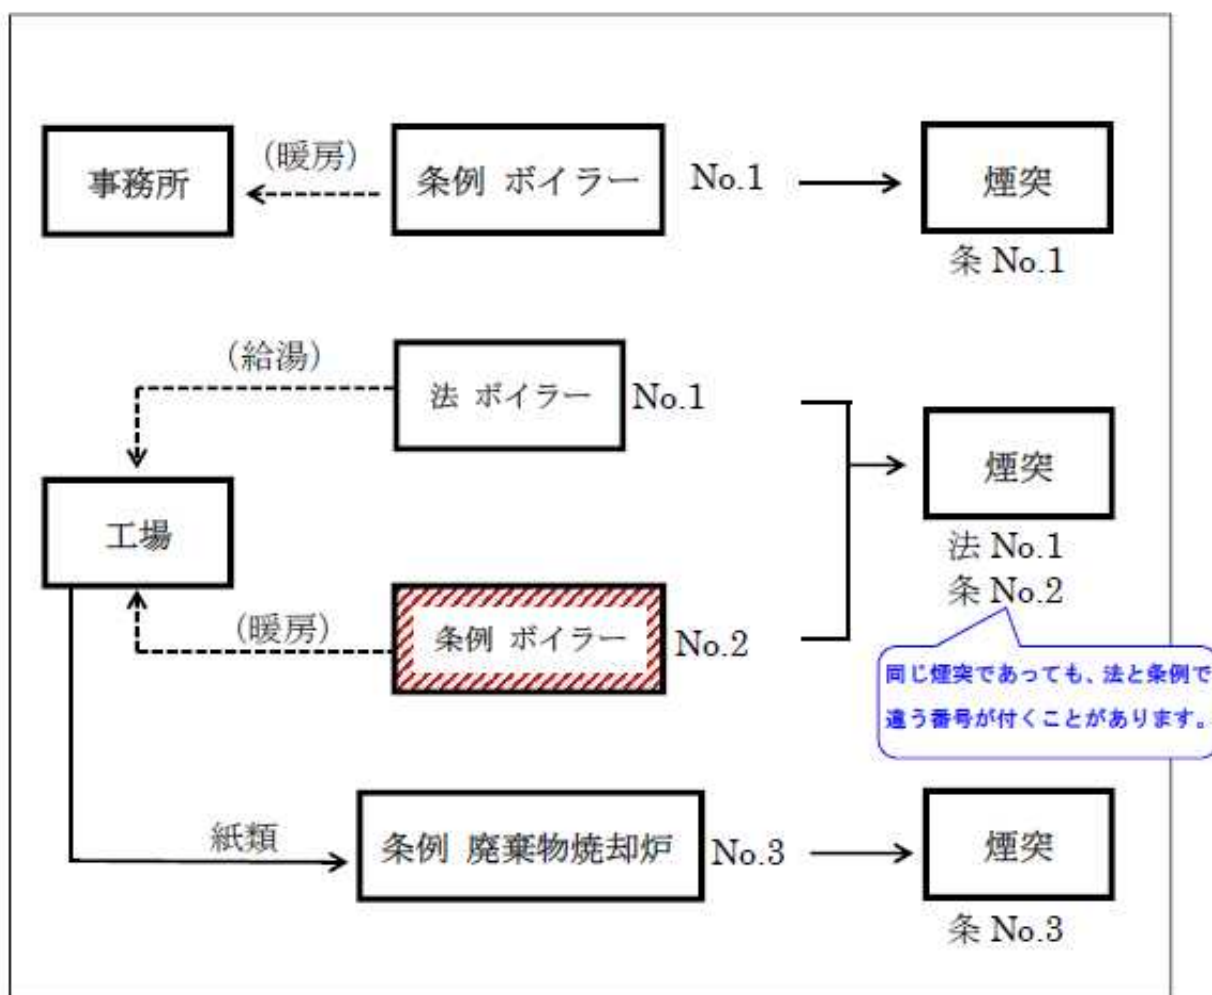 事務所
(暖房)
条例 ボイラー
No.1
煙突
条 No.1
(給湯)
法 ボイラー
No.1
煙突
法 No.1
条 No.2
工場
(暖房)
条例 ボイラー
No.2
同じ煙突であっても、法と条例で
違う番号が付くことがあります。
紙類
条例 廃棄物焼却炉
No.3
煙突
条 No.3